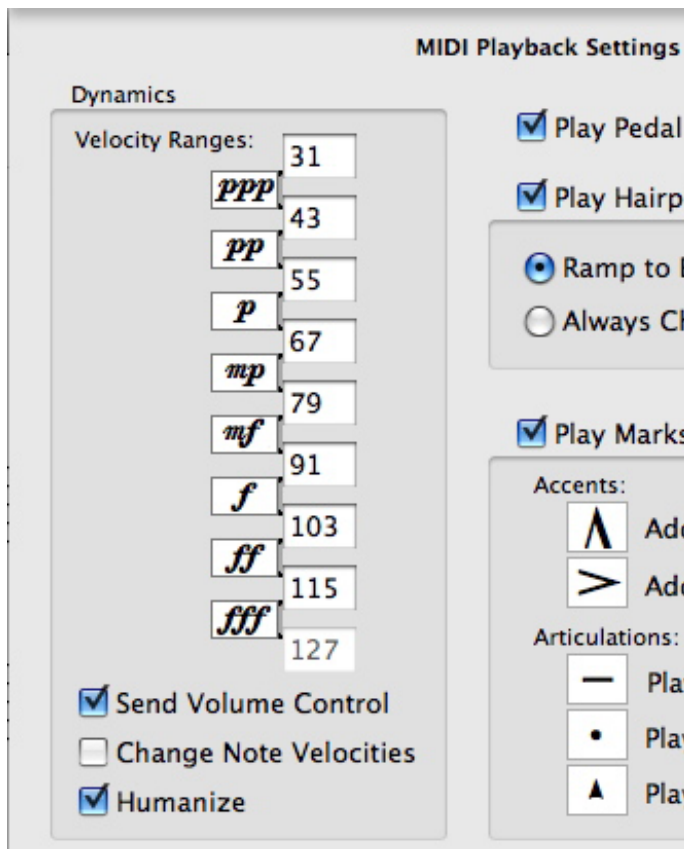 MIDI Playback Settings
Dynamics
Velocity Ranges:
31
ppp
43
pp
55
p
67
mp
79
mf
91
f
103
ff
115
fff
127
Send Volume Control
Change Note Velocities
Humanize
Play Pedal
Play Hairp
Ramp to
Always Ch
Play Marks
Accents:
Add
Add
Articulations:
Pla
Play
Play